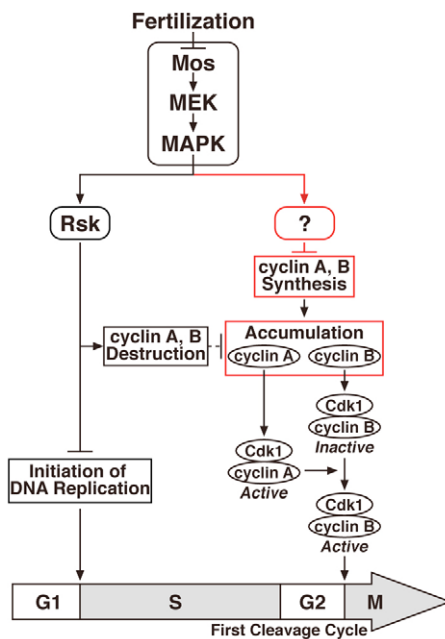 Fertilization
Mos
MEK
MAPK
Rsk
?
cyclin A, B
Synthesis
cyclin A, B
Destruction
Accumulation
cyclin A
cyclin B
Cdk1
cyclin B
Inactive
Cdk1
cyclin A
Active
Initiation of
DNA Replication
Cdk1
cyclin B
Active
G1
S
G2
M
First Cleavage Cycle